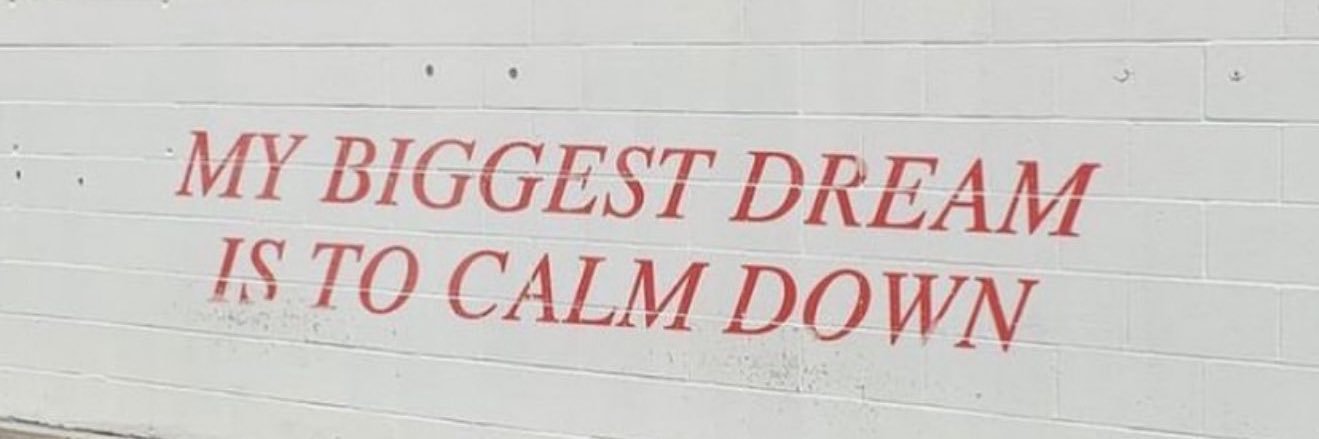 MY BIGGEST DREAM
IS TO CALM DOWN